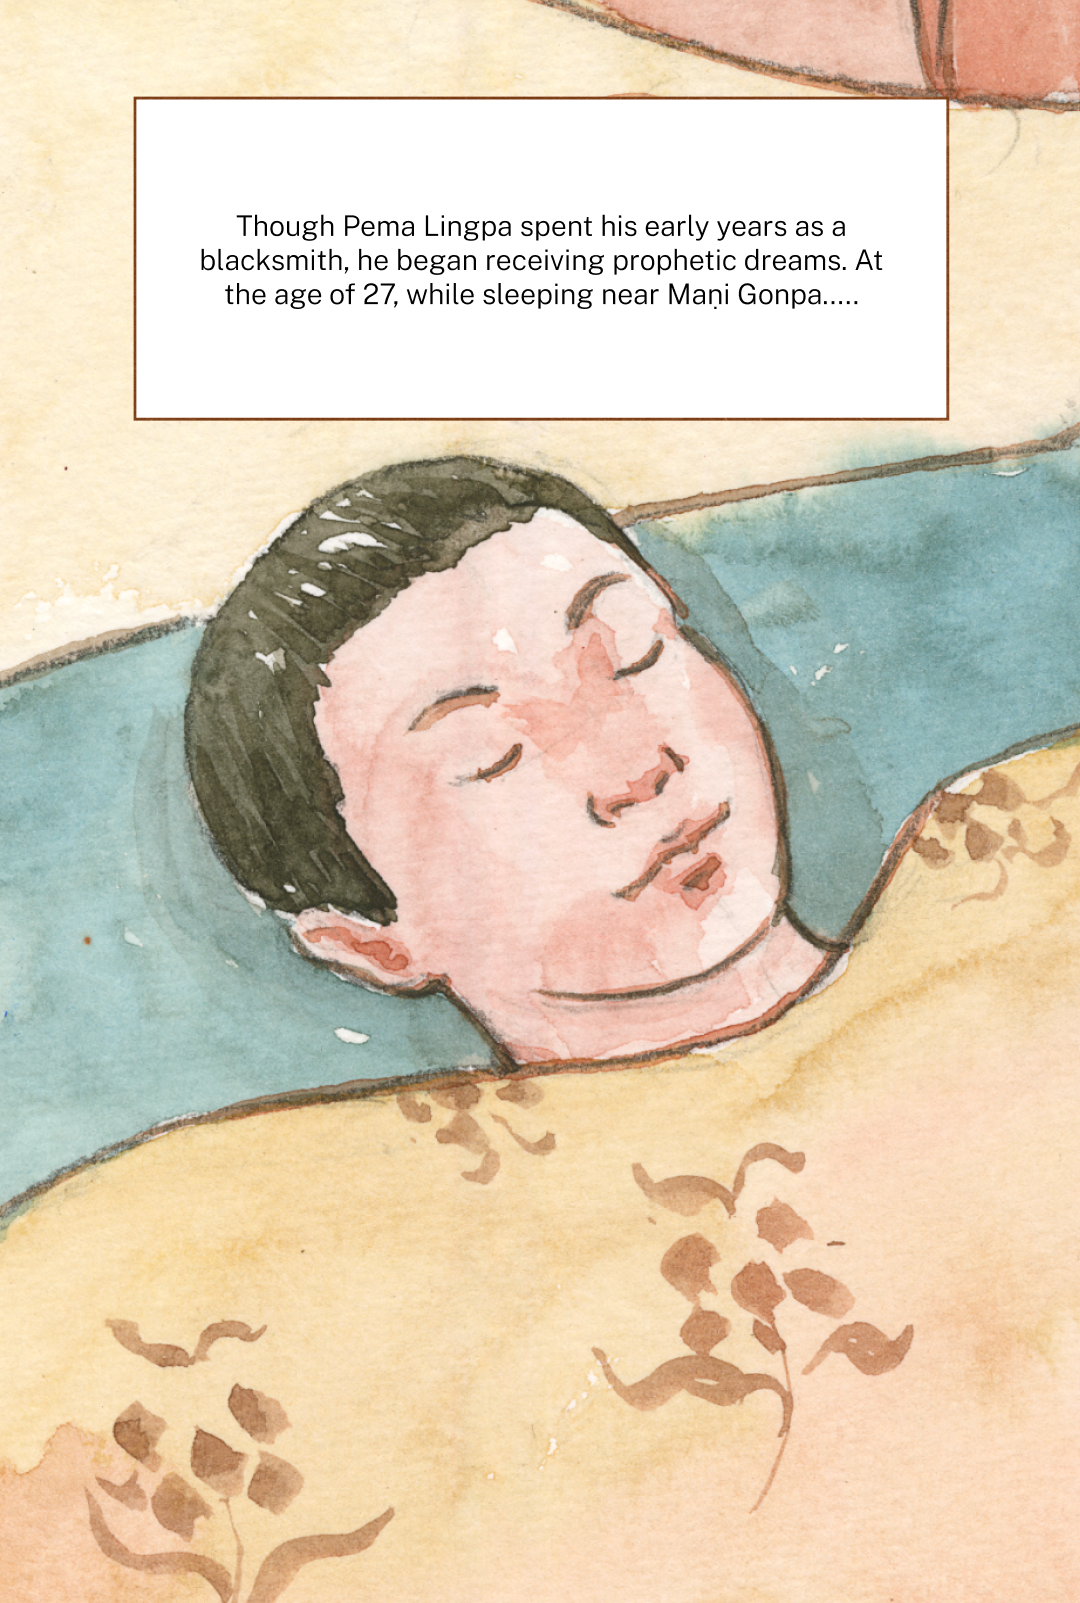 Though Pema Lingpa spent his early years as a
blacksmith, he began receiving prophetic dreams. At
the age of 27, while sleeping near Maṇi Gonpa.....